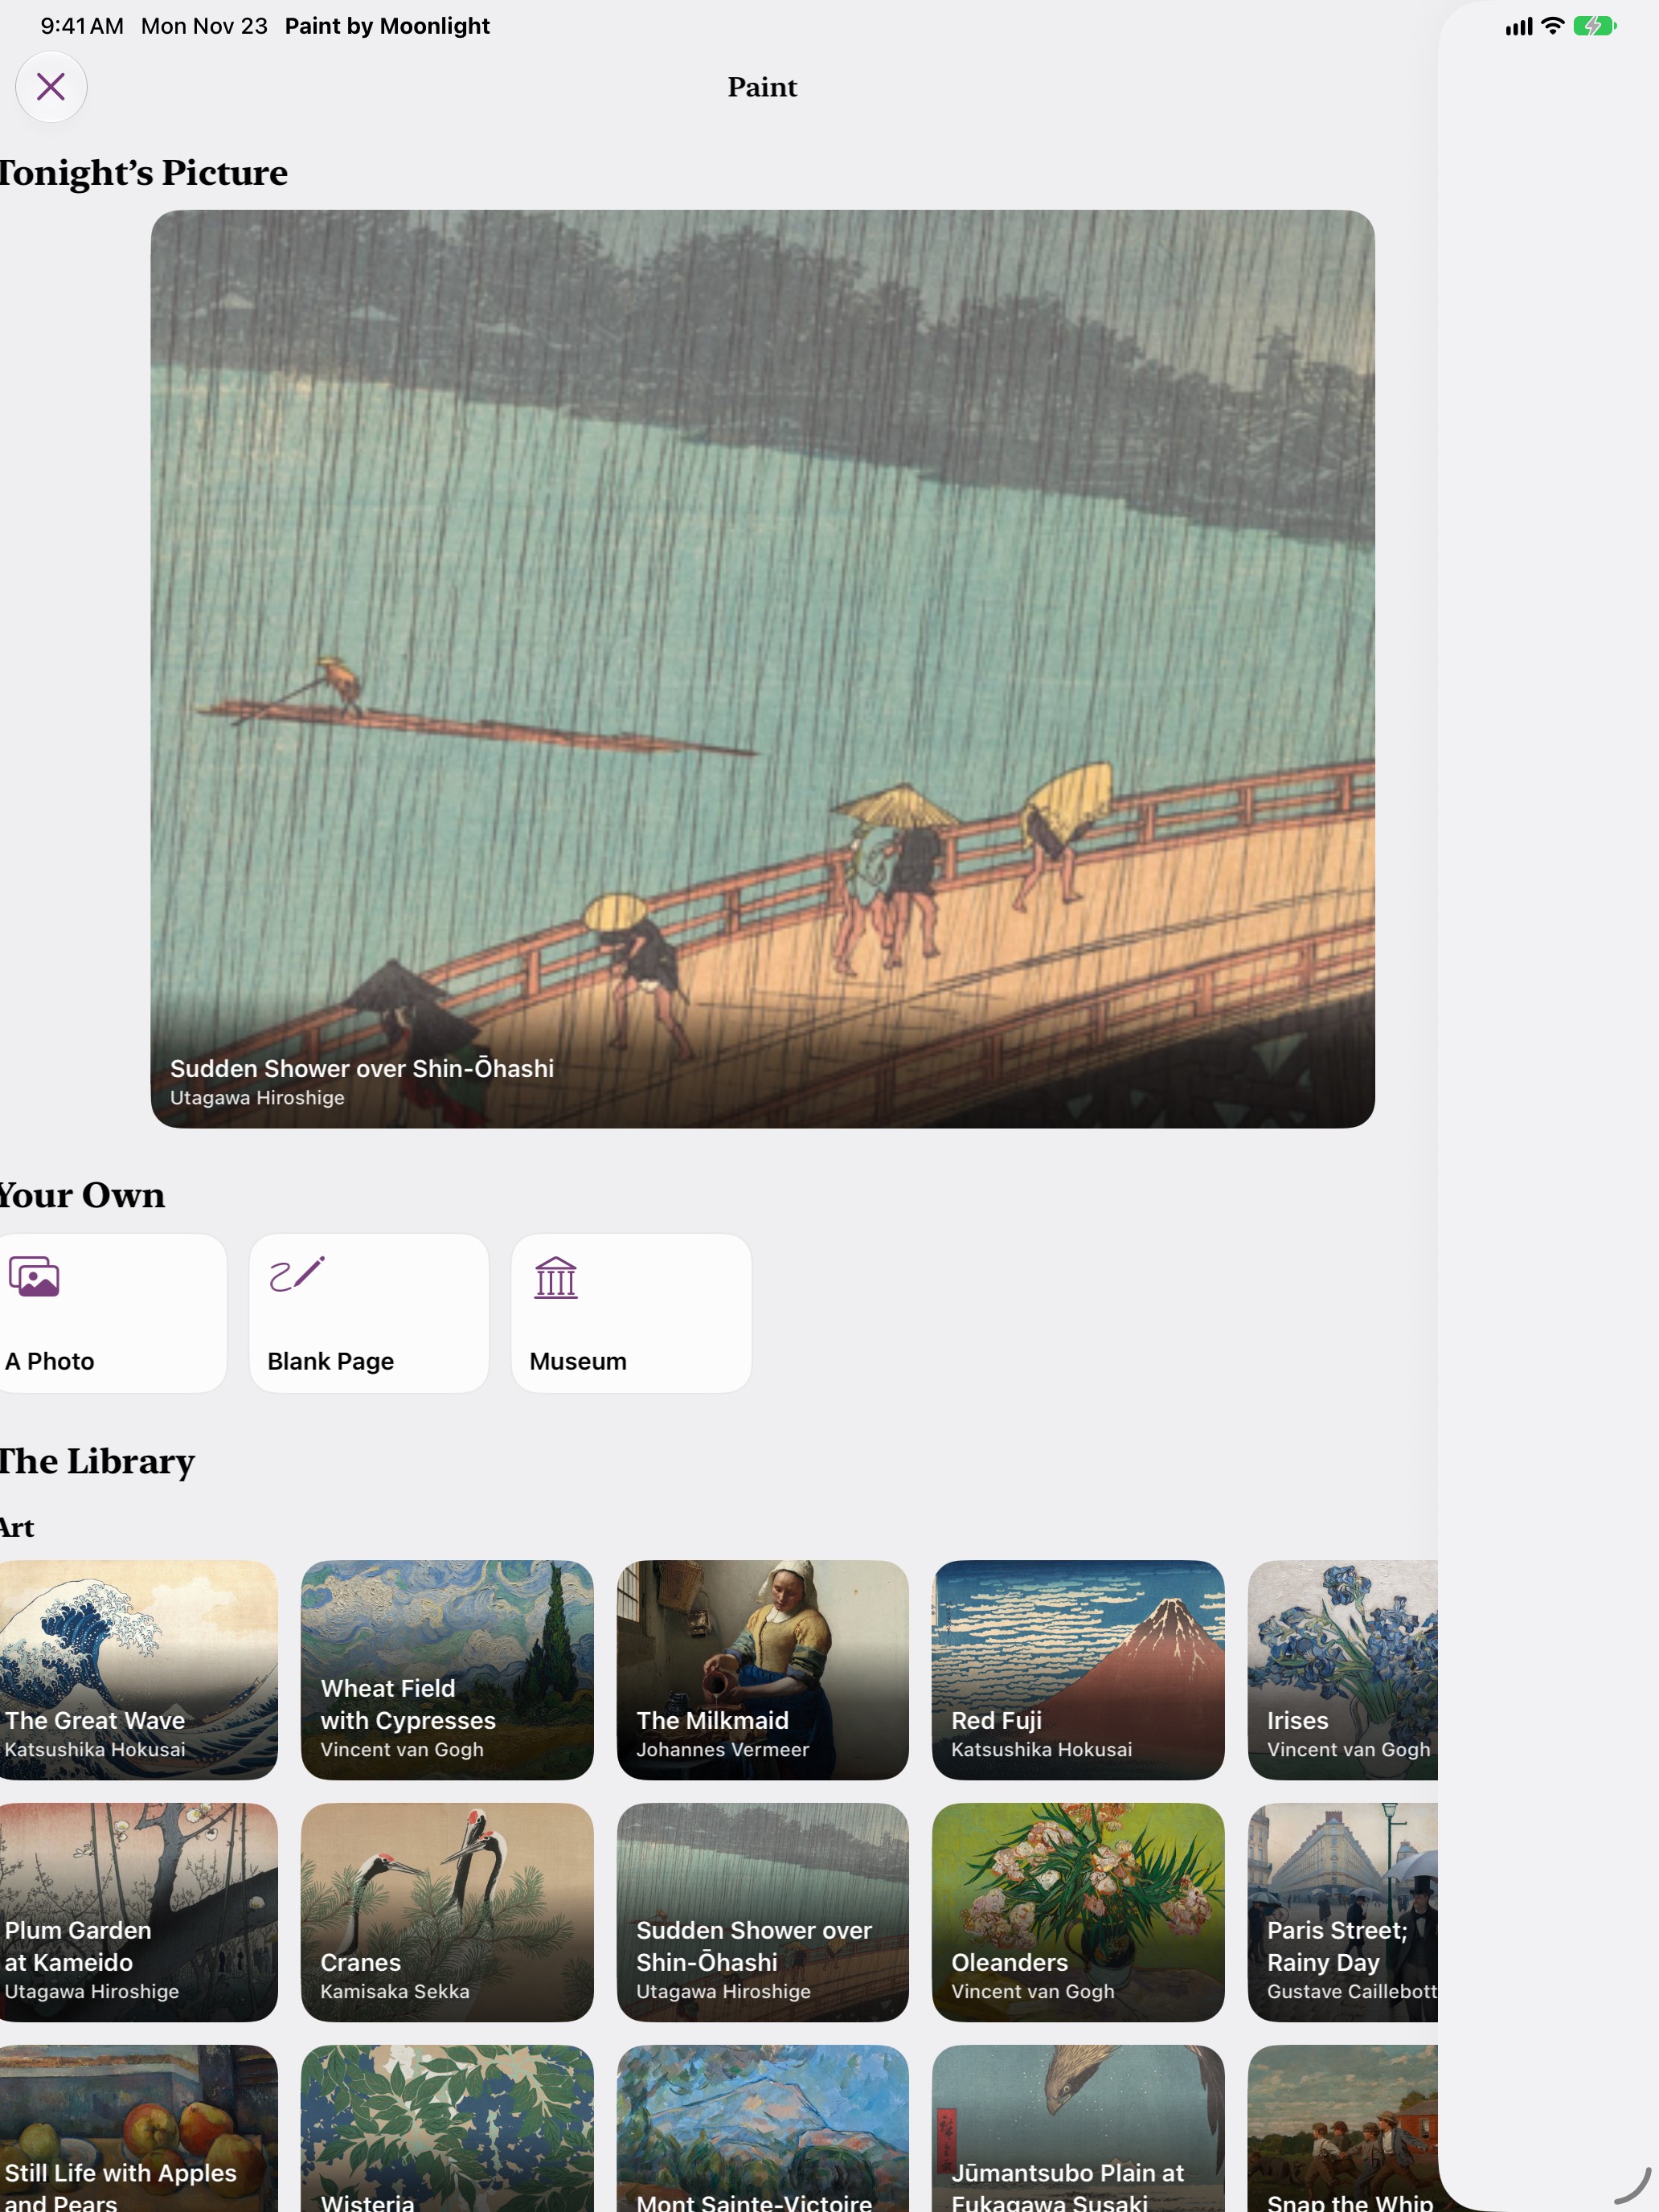 9:41 AM Mon Nov 23 Paint by Moonlight
Paint
Tonight’s Picture
Sudden Shower over Shin-Ōhashi
Utagawa Hiroshige
Your Own
A Photo
Blank Page
Museum
The Library
Art
The Great Wave
Katsushika Hokusai
Wheat Field
with Cypresses
Vincent van Gogh
The Milkmaid
Johannes Vermeer
Red Fuji
Katsushika Hokusai
Irises
Vincent van Gogh
Plum Garden
at Kameido
Utagawa Hiroshige
Cranes
Kamisaka Sekka
Sudden Shower over
Shin-Ōhashi
Utagawa Hiroshige
Oleanders
Vincent van Gogh
Paris Street;
Rainy Day
Gustave Caillebott
Still Life with Apples
and Pears
Wisteria
Mont Sainte-Victoire
Jūmantsubo Plain at
Fukagawa Susaki
Snap the Whip